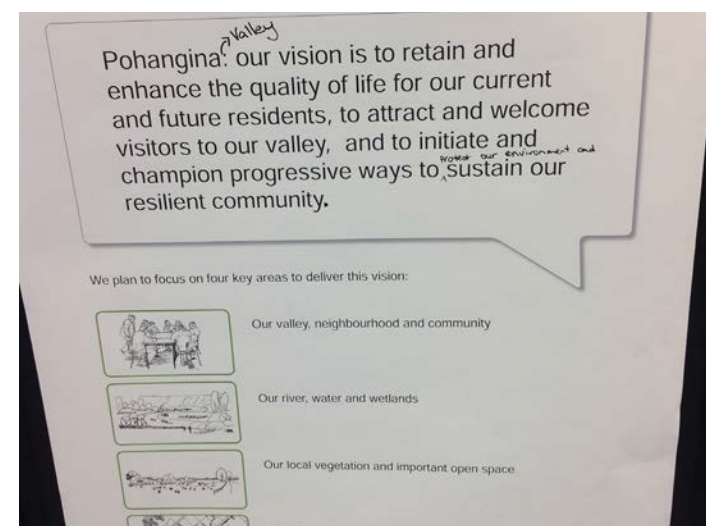 Valley
Pohangina: our vision is to retain and
enhance the quality of life for our current
and future residents, to attract and welcome
visitors to our valley, and to initiate and
protect our environment and
champion progressive ways to sustain our
resilient community.
We plan to focus on four key areas to deliver this vision:
Our valley, neighbourhood and community
Our river, water and wetlands
Our local vegetation and important open space